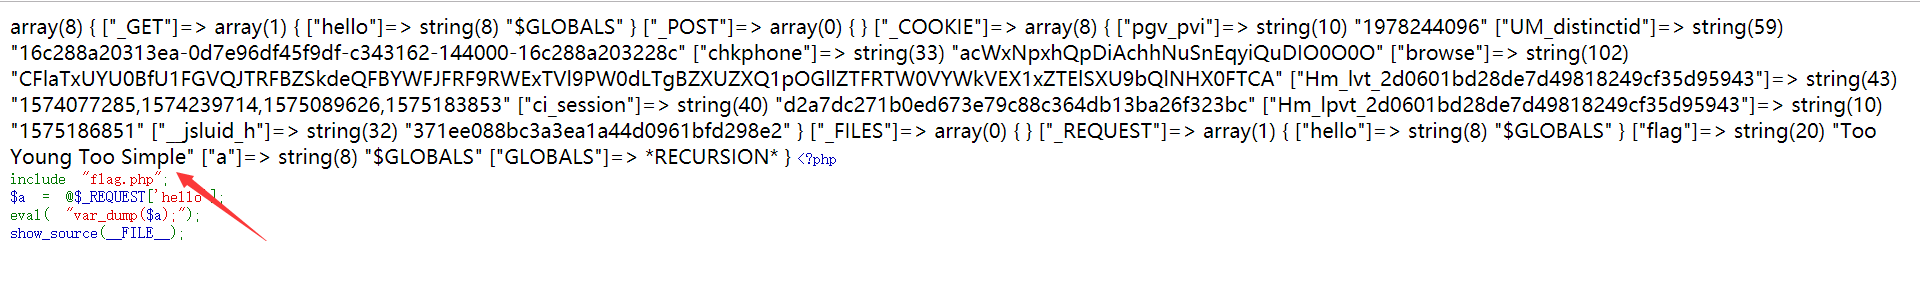 array(8) { ["_GET"]=> array(1) { ["hello"]=> string(8) "$GLOBALS" } ["_POST"]=> array(0) { } ["_COOKIE"]=> array(8) { ["pgv_pvi"]=> string(10) "1978244096" ["UM_distinctid"]=> string(59)
"16c288a20313ea-0d7e96df45f9df-c343162-144000-16c288a203228c" ["chkphone"]=> string(33) "acWxNpxhQpDiAchhNuSnEqyiQuDIO0O0O" ["browse"]=> string(102)
"CFlaTxUYU0BfU1FGVQJTRFBZSkdeQFBYWFJFRF9RWExTVl9PW0dLTgBZXUZXQ1pOGllZTFRTW0VYWkVEX1xZTElSXU9bQlNHX0FTCA" ["Hm_lvt_2d0601bd28de7d49818249cf35d95943"]=> string(43)
"1574077285,1574239714,1575089626,1575183853" ["ci_session"]=> string(40) "d2a7dc271b0ed673e79c88c364db13ba26f323bc" ["Hm_lpvt_2d0601bd28de7d49818249cf35d95943"]=> string(10)
"1575186851" ["__jsluid_h"]=> string(32) "371ee088bc3a3ea1a44d0961bfd298e2" } ["_FILES"]=> array(0) { } ["_REQUEST"]=> array(1) { ["hello"]=> string(8) "$GLOBALS" } ["flag"]=> string(20) "Too
Young Too Simple" ["a"]=> string(8) "$GLOBALS" ["GLOBALS"]=> *RECURSION* } <?php
include "flag.php";
$a = @$_REQUEST['hello'];
eval( "var_dump($a);");
show_source(__FILE__);